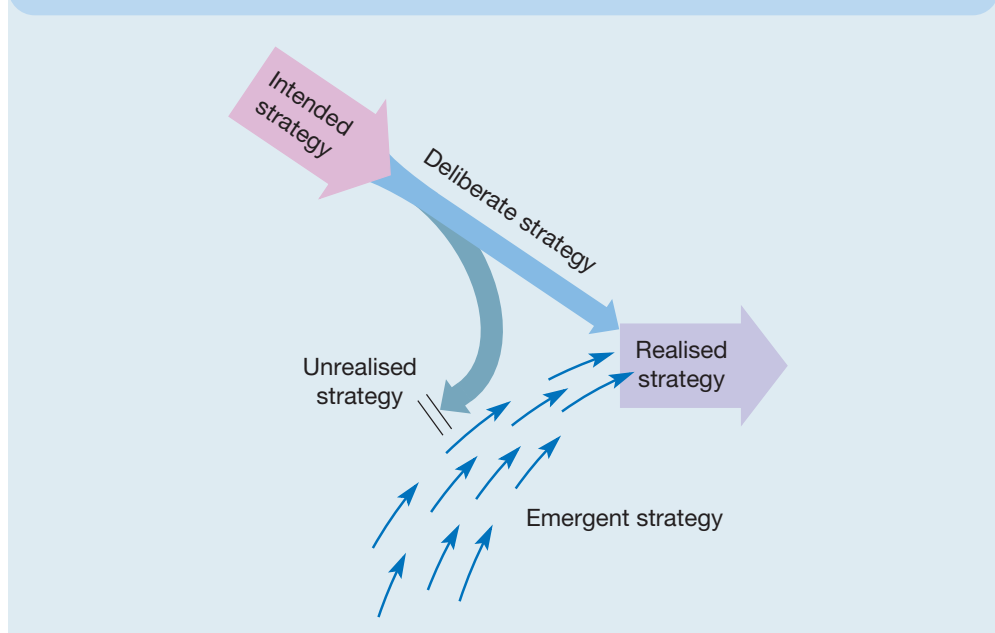 Intended
strategy
Deliberate strategy
Unrealised
strategy
Realised
strategy
Emergent strategy